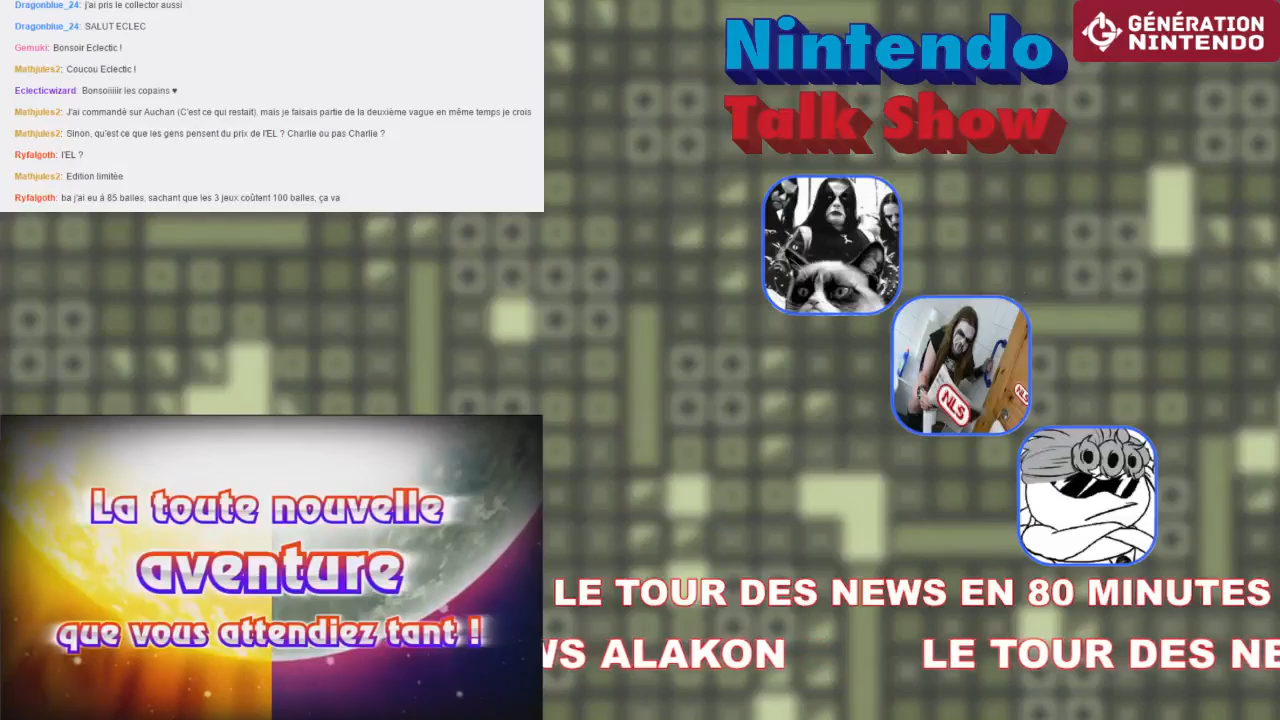 Dragonblue_24: j'ai pris le collector aussi
Dragonblue_24: SALUT ECLEC
Gemuki: Bonsoir Eclectic !
Mathjules2: Coucou Eclectic !
Eclecticwizard: Bonsoiiiiir les copains ♥
Mathjules2: J'ai commandé sur Auchan (C'est ce qui restait), mais je faisais partie de la deuxième vague en même temps je crois
Mathjules2: Sinon, qu'est ce que les gens pensent du prix de l'EL ? Charlie ou pas Charlie ?
Ryfalgoth: l'EL ?
Mathjules2: Edition limitée
Ryfalgoth: ba j'ai eu à 85 balles, sachant que les 3 jeux coûtent 100 balles, ça va
Nintendo
Talk Show
GÉNÉRATION
NINTENDO
NLS
NLS
La toute nouvelle
aventure
que vous attendiez tant !
LE TOUR DES NEWS EN 80 MINUTES
WS ALAKON LE TOUR DES NE